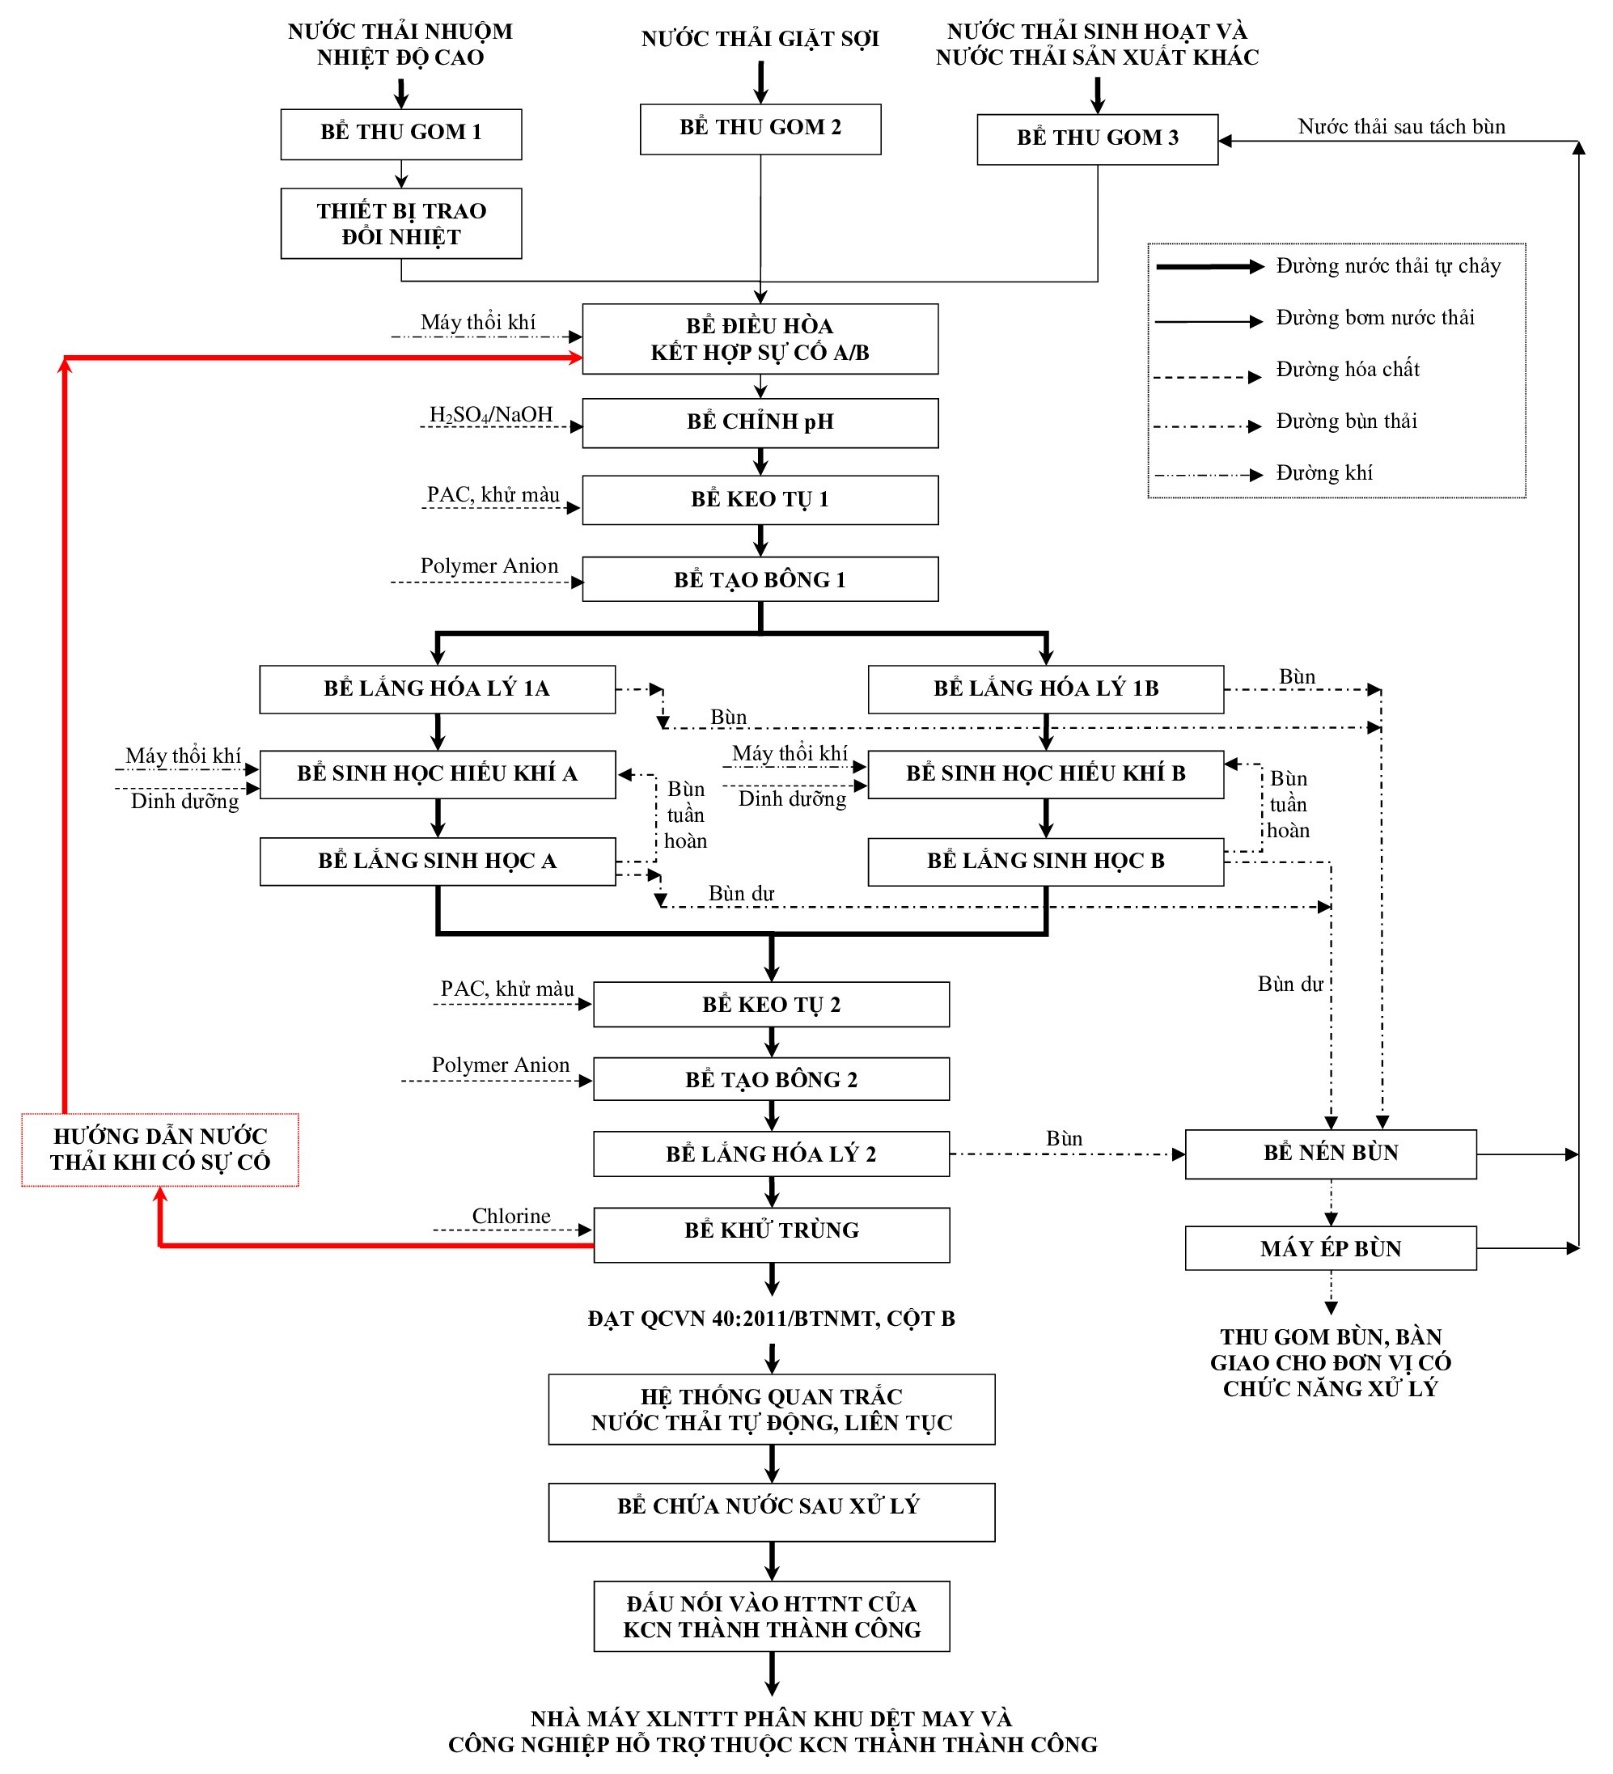 NƯỚC THẢI NHUỘM
NHIỆT ĐỘ CAO
NƯỚC THẢI GIẶT SỢI
NƯỚC THẢI SINH HOẠT VÀ
NƯỚC THẢI SẢN XUẤT KHÁC
BỂ THU GOM 1
BỂ THU GOM 2
BỂ THU GOM 3
Nước thải sau tách bùn
THIẾT BỊ TRAO
ĐỔI NHIỆT
Đường nước thải tự chảy
Đường bơm nước thải
Đường hóa chất
Đường bùn thải
Đường khí
Máy thổi khí
BỂ ĐIỀU HÒA
KẾT HỢP SỰ CỐ A/B
H₂SO₄/NaOH
BỂ CHỈNH pH
PAC, khử màu
BỂ KEO TỤ 1
Polymer Anion
BỂ TẠO BÔNG 1
BỂ LẮNG HÓA LÝ 1A
BỂ LẮNG HÓA LÝ 1B
Bùn
Bùn
Máy thổi khí
Dinh dưỡng
BỂ SINH HỌC HIẾU KHÍ A
Bùn
tuần
hoàn
Máy thổi khí
Dinh dưỡng
BỂ SINH HỌC HIẾU KHÍ B
Bùn
tuần
hoàn
BỂ LẮNG SINH HỌC A
BỂ LẮNG SINH HỌC B
Bùn dư
Bùn dư
PAC, khử màu
BỂ KEO TỤ 2
Polymer Anion
BỂ TẠO BÔNG 2
HƯỚNG DẪN NƯỚC
THẢI KHI CÓ SỰ CỐ
BỂ LẮNG HÓA LÝ 2
Bùn
BỂ NÉN BÙN
Chlorine
BỂ KHỬ TRÙNG
MÁY ÉP BÙN
ĐẠT QCVN 40:2011/BTNMT, CỘT B
THU GOM BÙN, BÀN
GIAO CHO ĐƠN VỊ CÓ
CHỨC NĂNG XỬ LÝ
HỆ THỐNG QUAN TRẮC
NƯỚC THẢI TỰ ĐỘNG, LIÊN TỤC
BỂ CHỨA NƯỚC SAU XỬ LÝ
ĐẤU NỐI VÀO HTTNT CỦA
KCN THÀNH THÀNH CÔNG
NHÀ MÁY XLNTTT PHÂN KHU DỆT MAY VÀ
CÔNG NGHIỆP HỖ TRỢ THUỘC KCN THÀNH THÀNH CÔNG